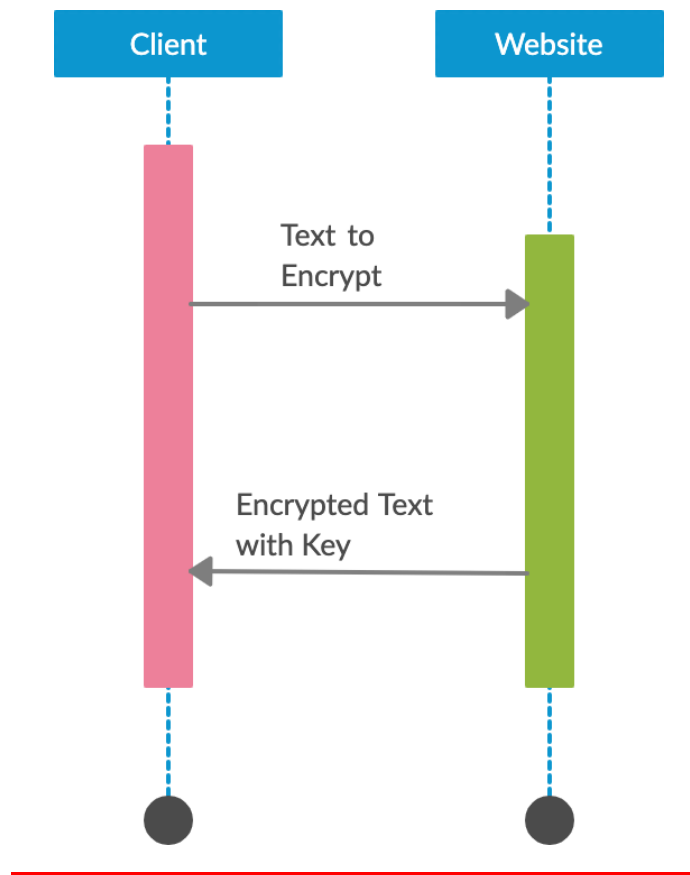 Client
Website
Text to
Encrypt
Encrypted Text
with Key